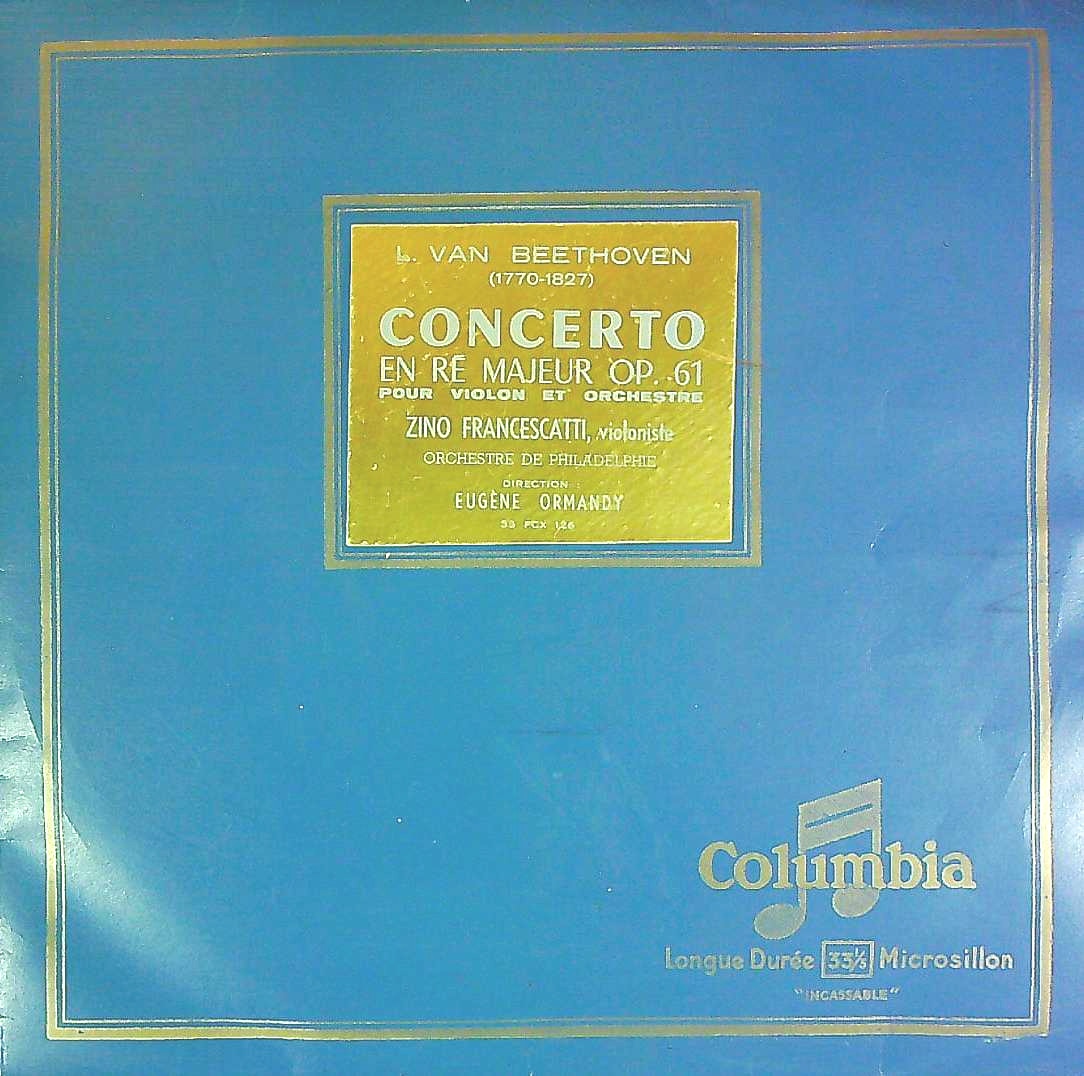 L. VAN BEETHOVEN
(1770-1827)
CONCERTO
EN RÉ MAJEUR OP. 61
POUR VIOLON ET ORCHESTRE
ZINO FRANCESCATTI, violoniste
ORCHESTRE DE PHILADELPHIE
DIRECTION :
EUGÈNE ORMANDY
33 FCX 126
Columbia
Longue Durée 33⅓ Microsillon
"INCASSABLE"